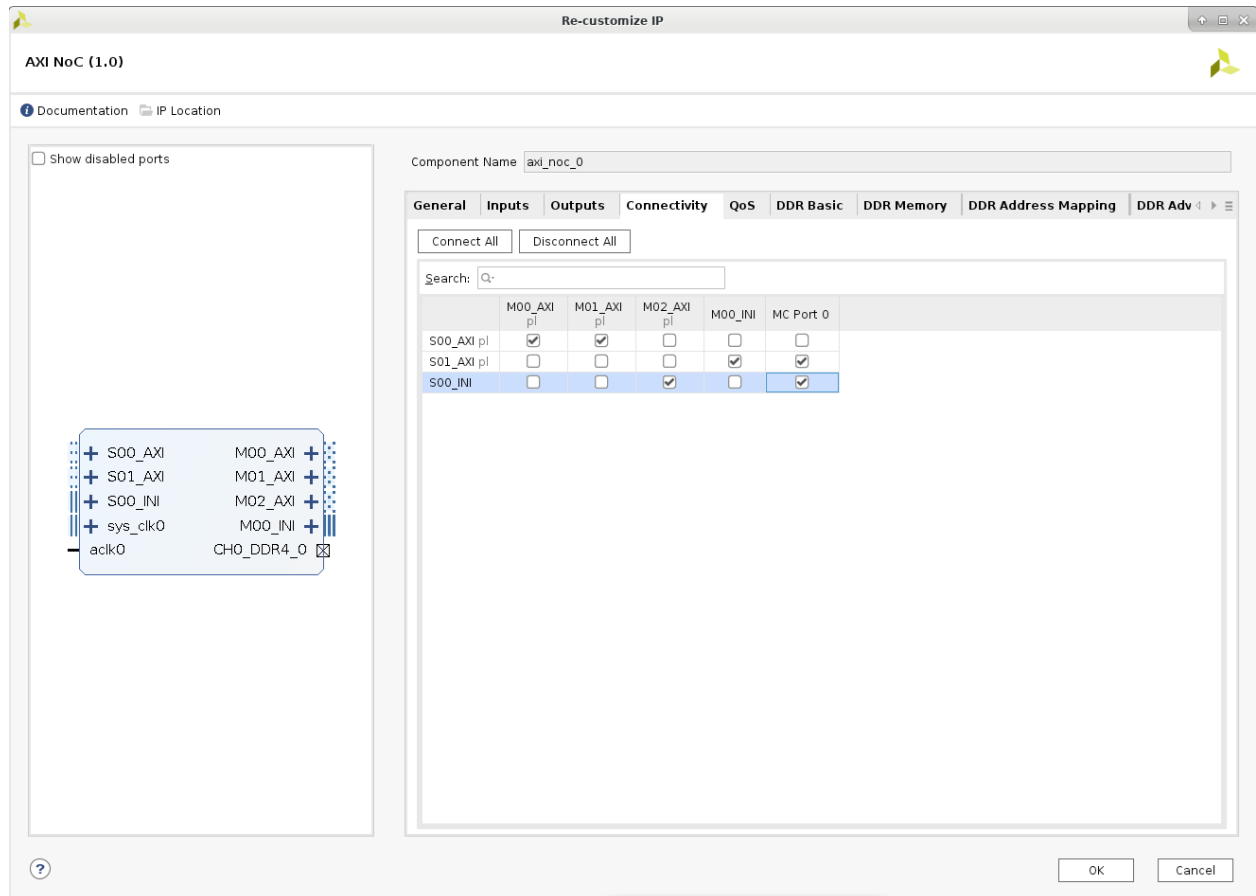 Re-customize IP
AXI NoC (1.0)
Documentation IP Location
Show disabled ports
S00_AXI M00_AXI
S01_AXI M01_AXI
S00_INI M02_AXI
sys_clk0 M00_INI
aclk0 CH0_DDR4_0
Component Name axi_noc_0
General Inputs Outputs Connectivity QoS DDR Basic DDR Memory DDR Address Mapping DDR Adv
Connect All Disconnect All
Search:
M00_AXI pl M01_AXI pl M02_AXI pl M00_INI MC Port 0
S00_AXI pl
S01_AXI pl
S00_INI
? OK Cancel